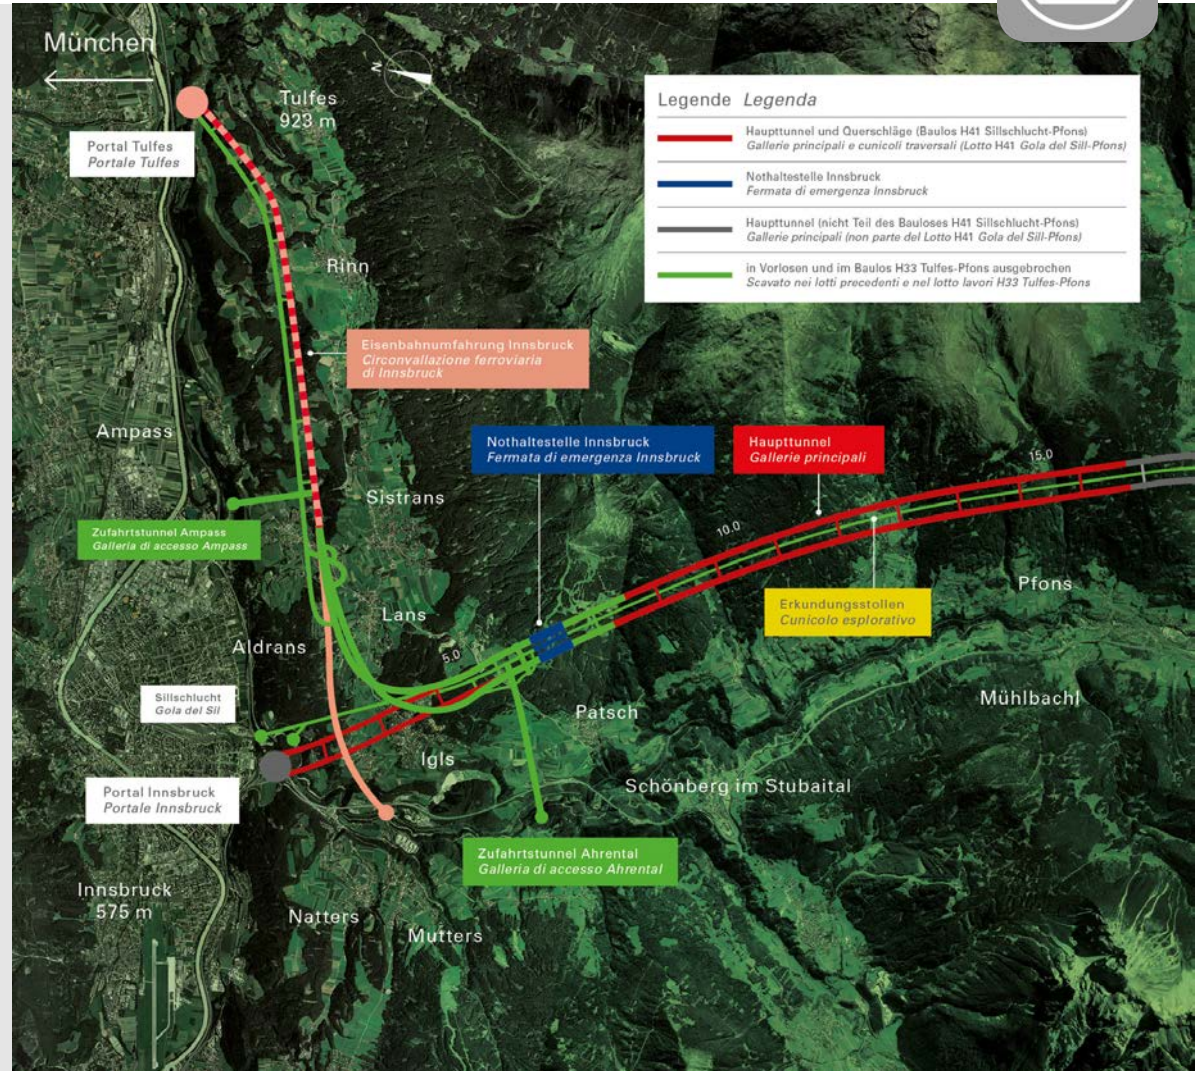 München
N
Tulfes
923 m
Portal Tulfes
Portale Tulfes
Legende Legenda
Haupttunnel und Querschläge (Baulos H41 Sillschlucht-Pfons)
Gallerie principali e cunicoli traversali (Lotto H41 Gola del Sill-Pfons)
Nothaltestelle Innsbruck
Fermata di emergenza Innsbruck
Haupttunnel (nicht Teil des Bauloses H41 Sillschlucht-Pfons)
Gallerie principali (non parte del Lotto H41 Gola del Sill-Pfons)
in Vorlosen und im Baulos H33 Tulfes-Pfons ausgebrochen
Scavato nei lotti precedenti e nel lotto lavori H33 Tulfes-Pfons
Rinn
Eisenbahnumfahrung Innsbruck
Circonvallazione ferroviaria
di Innsbruck
Ampass
Nothaltestelle Innsbruck
Fermata di emergenza Innsbruck
Haupttunnel
Gallerie principali
15.0
Sistrans
Zufahrtstunnel Ampass
Galleria di accesso Ampass
10.0
Pfons
Erkundungsstollen
Cunicolo esplorativo
Lans
Aldrans
5.0
Sillschlucht
Gola del Sil
Patsch
Mühlbachl
Igls
Schönberg im Stubaital
Portal Innsbruck
Portale Innsbruck
Zufahrtstunnel Ahrental
Galleria di accesso Ahrental
Innsbruck
575 m
Natters
Mutters